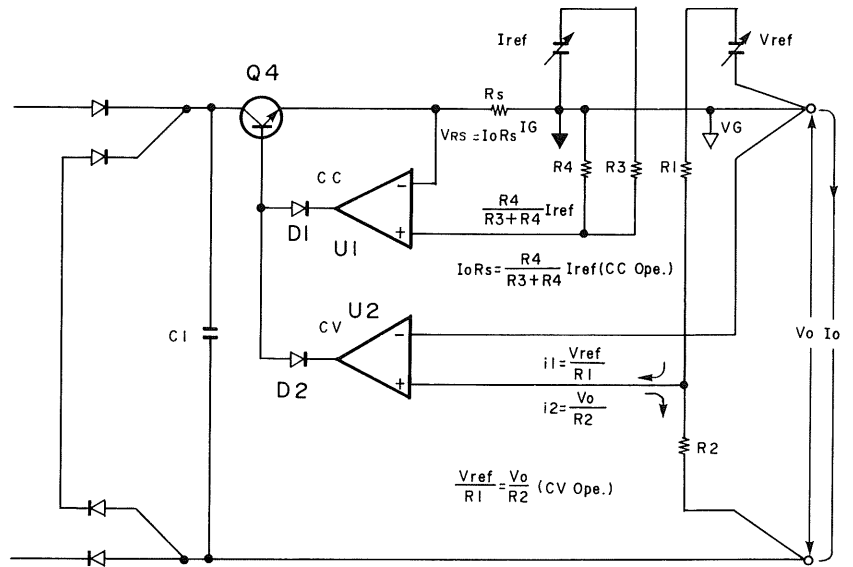 Iref
Vref
Q4
Rs
VRS =IoRs
IG
VG
R4
R3
R1
CC
R4
R3+R4
Iref
D1
U1
IoRs= R4
R3+R4 Iref(CC Ope.)
U2
CV
C1
D2
i1= Vref
R1
i2= Vo
R2
Vo
Io
R2
Vref
R1
= Vo
R2 (CV Ope.)